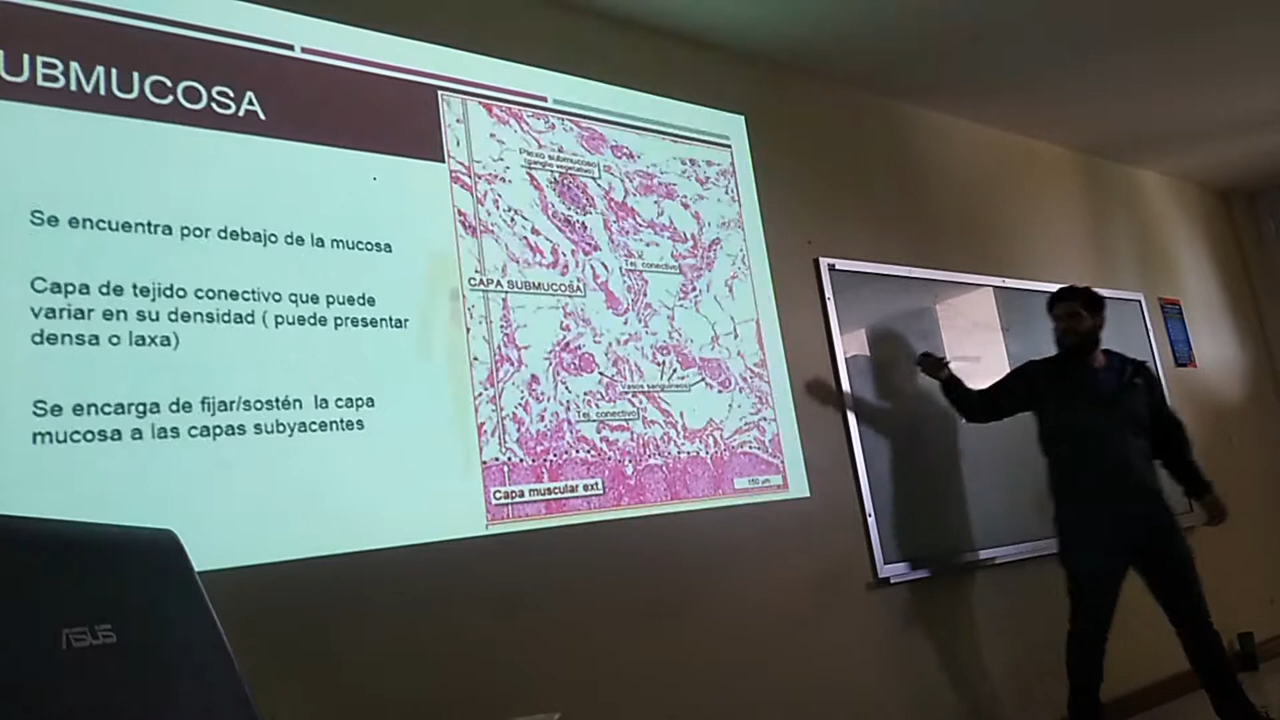 UBMUCOSA
Se encuentra por debajo de la mucosa
Capa de tejido conectivo que puede
variar en su densidad ( puede presentar
densa o laxa)
Se encarga de fijar/sostén la capa
mucosa a las capas subyacentes
Plexo submucoso
(ganglio vegetativo)
Tej. conectivo
CAPA SUBMUCOSA
Vasos sanguíneos
Tej. conectivo
Capa muscular ext.
150 µm
ASUS